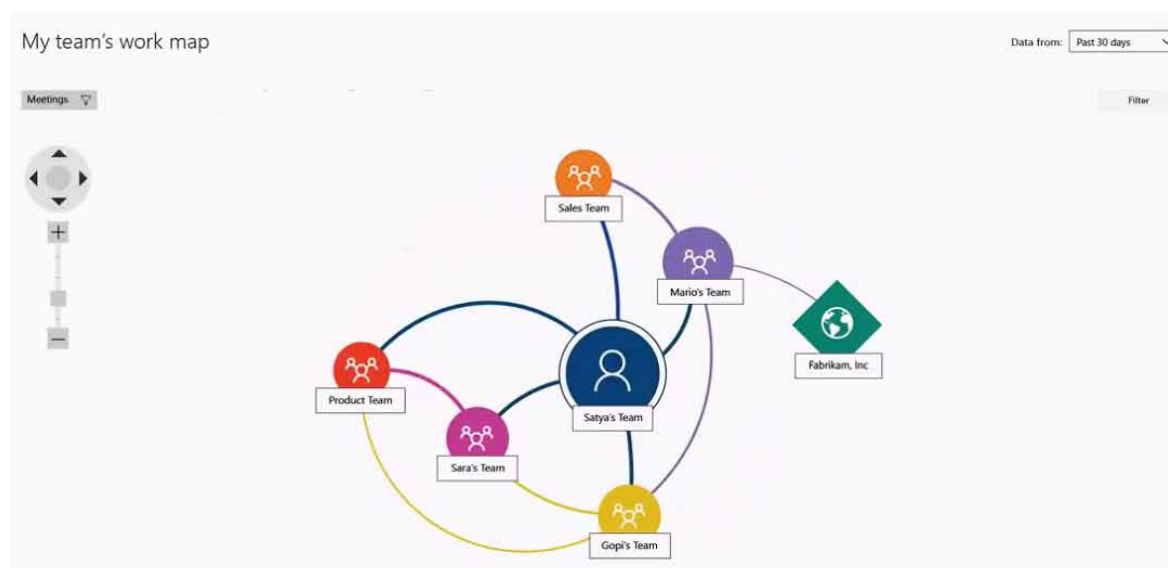 My team's work map
Data from: Past 30 days
Meetings
Filter
Sales Team
Mario's Team
Fabrikam, Inc
Product Team
Satya's Team
Sara's Team
Gopi's Team